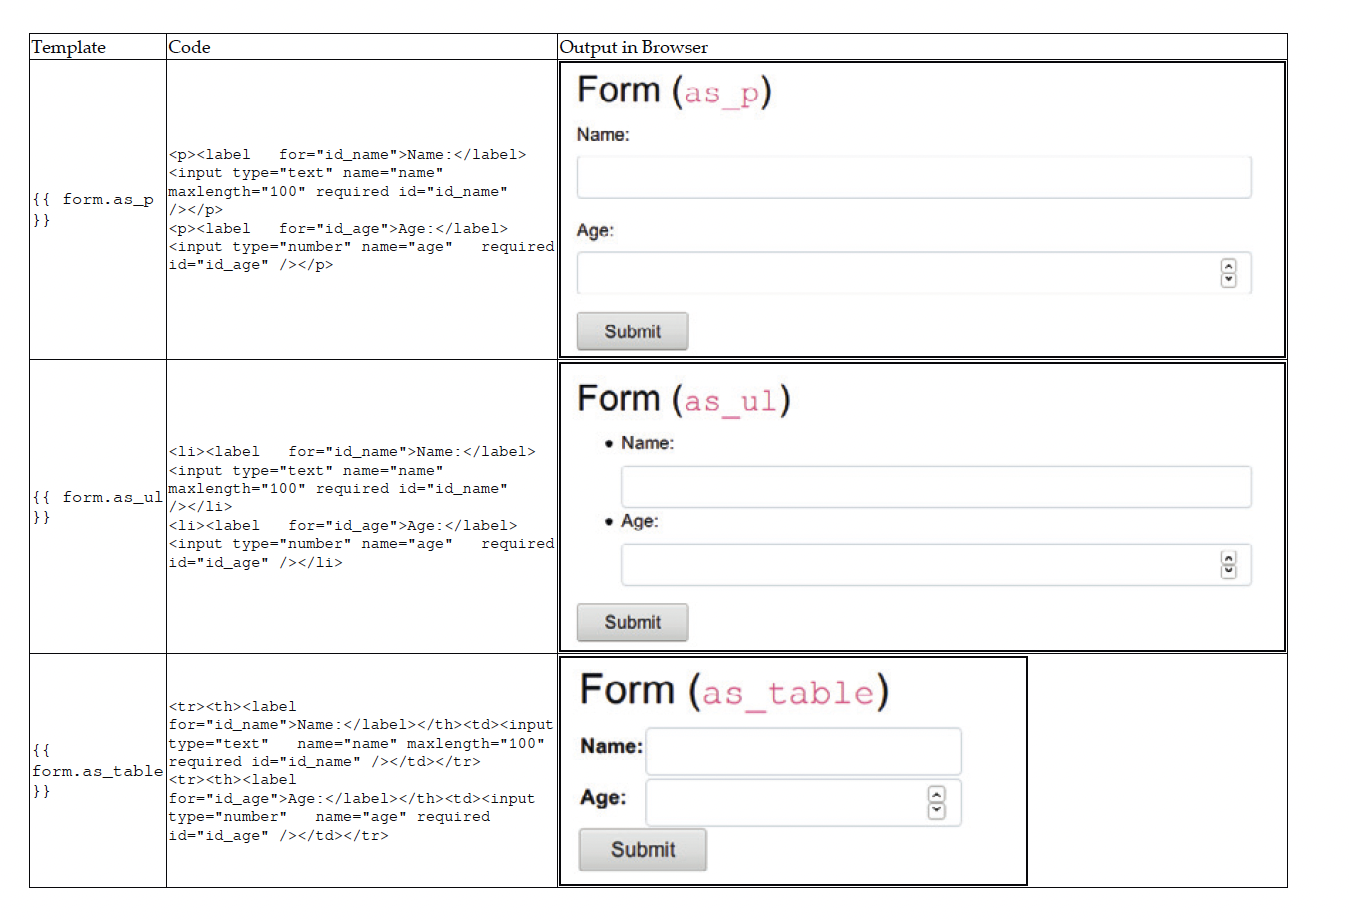 Template
Code
Output in Browser
{{ form.as_p
}}
<p><label   for="id_name">Name:</label>
<input type="text" name="name"
maxlength="100" required id="id_name"
/></p>
<p><label   for="id_age">Age:</label>
<input type="number" name="age"   required
id="id_age" /></p>
Form (as_p)
Name:
Age:
Submit
{{ form.as_ul
}}
<li><label   for="id_name">Name:</label>
<input type="text" name="name"
maxlength="100" required id="id_name"
/></li>
<li><label   for="id_age">Age:</label>
<input type="number" name="age"   required
id="id_age" /></li>
Form (as_ul)
• Name:
• Age:
Submit
{{
form.as_table
}}
<tr><th><label
for="id_name">Name:</label></th><td><input
type="text"   name="name" maxlength="100"
required id="id_name" /></td></tr>
<tr><th><label
for="id_age">Age:</label></th><td><input
type="number"   name="age" required
id="id_age" /></td></tr>
Form (as_table)
Name:
Age:
Submit